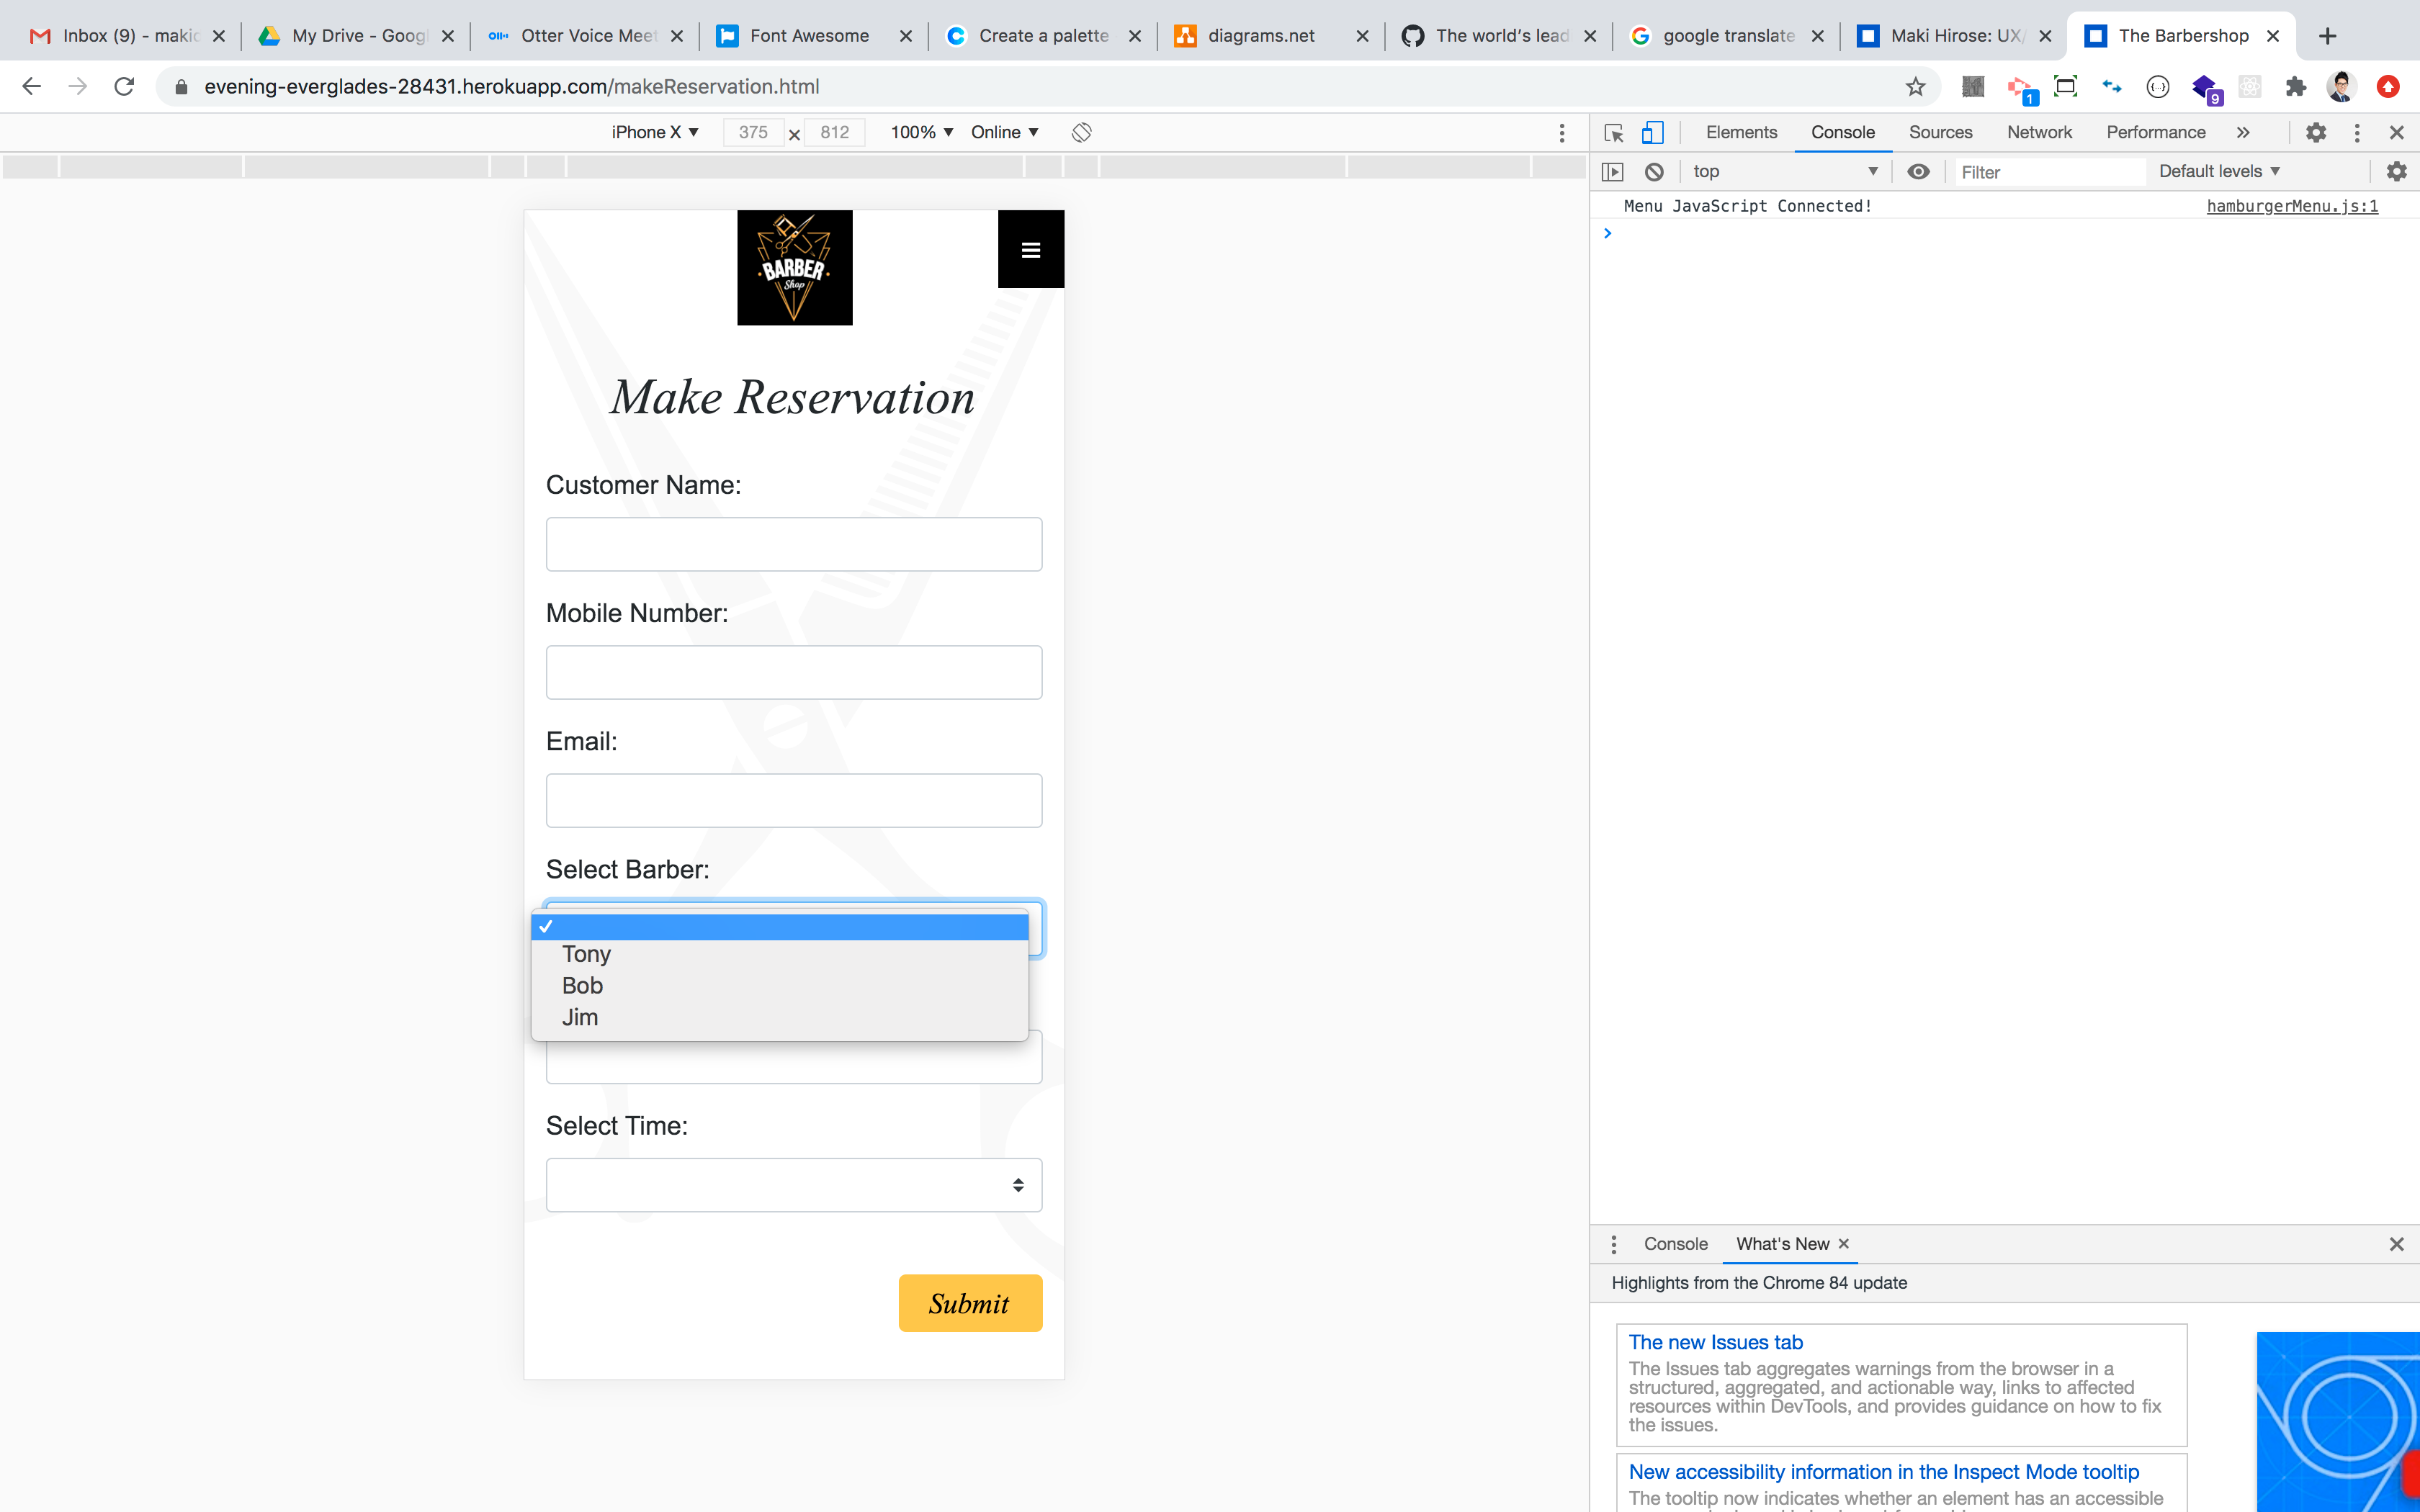 Inbox (9) - makic
My Drive - Googl
Otter Voice Meet
Font Awesome
Create a palette
diagrams.net
The world's lead
google translate
Maki Hirose: UX/
The Barbershop
evening-everglades-28431.herokuapp.com/makeReservation.html
1
9
iPhone X
375
812
100%
Online
Elements
Console
Sources
Network
Performance
top
Filter
Default levels
Menu JavaScript Connected!
hamburgerMenu.js:1
BARBER
Shop
Make Reservation
Customer Name:
Mobile Number:
Email:
Select Barber:
Tony
Bob
Jim
Select Time:
Submit
Console
What's New
Highlights from the Chrome 84 update
The new Issues tab
The Issues tab aggregates warnings from the browser in a
structured, aggregated, and actionable way, links to affected
resources within DevTools, and provides guidance on how to fix
the issues.
New accessibility information in the Inspect Mode tooltip
The tooltip now indicates whether an element has an accessible